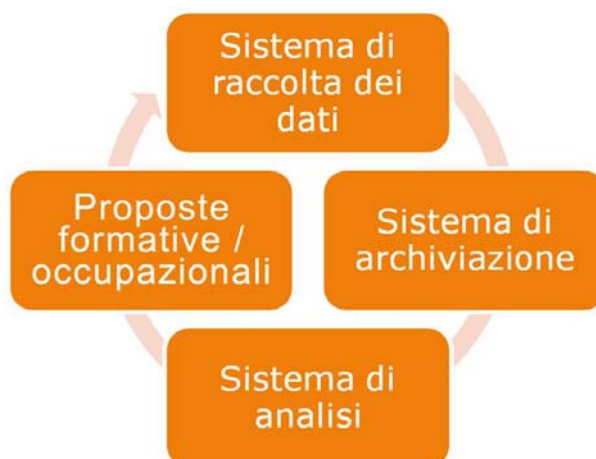 Sistema di
raccolta dei
dati
Proposte
formative /
occupazionali
Sistema di
archiviazione
Sistema di
analisi